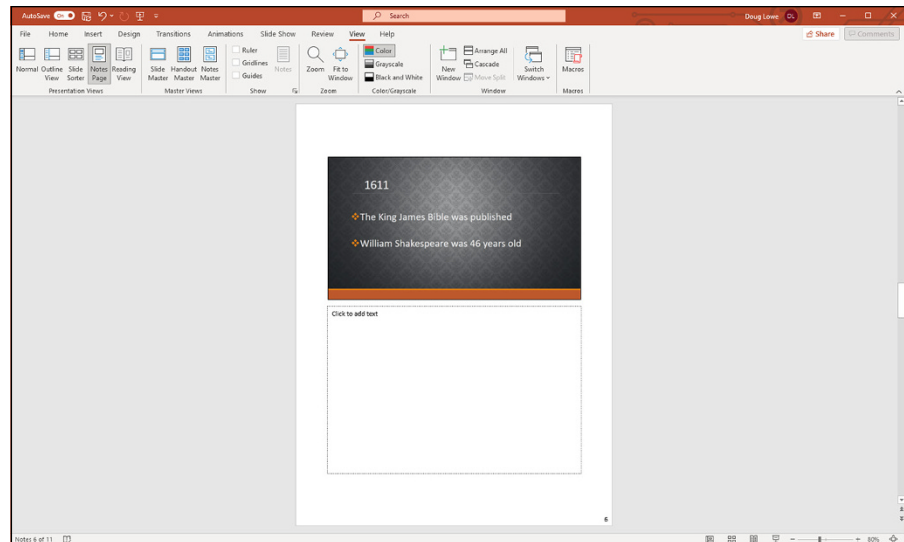 AutoSave On
Search
Doug Lowe DL
File Home Insert Design Transitions Animations Slide Show Review View Help
Share Comments
Normal Outline View Slide Sorter Notes Page Reading View
Presentation Views
Slide Master Handout Master Notes Master
Master Views
Ruler
Gridlines
Guides
Notes
Show
Zoom Fit to Window
Zoom
Color
Grayscale
Black and White
Color/Grayscale
New Window
Arrange All
Cascade
Move Split
Switch Windows
Window
Macros
Macros
1611
The King James Bible was published
William Shakespeare was 46 years old
Click to add text
6
Notes 6 of 11
80%